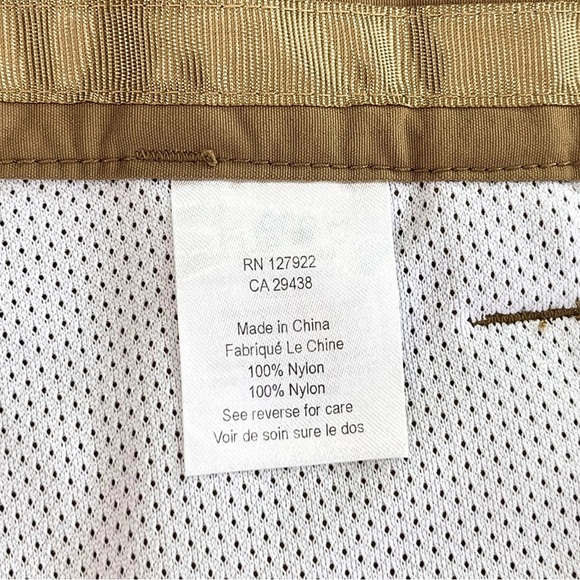 RN 127922
CA 29438
Made in China
Fabriqué Le Chine
100% Nylon
100% Nylon
See reverse for care
Voir de soin sure le dos